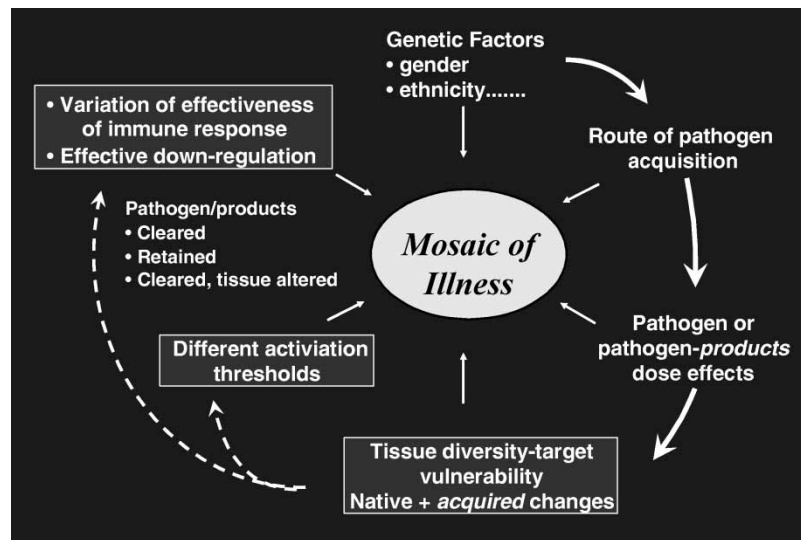 Genetic Factors
• gender
• ethnicity.......
Route of pathogen
acquisition
Pathogen or
pathogen-products
dose effects
Tissue diversity-target
vulnerability
Native + acquired changes
Different activiation
thresholds
• Variation of effectiveness
of immune response
• Effective down-regulation
Pathogen/products
• Cleared
• Retained
• Cleared, tissue altered
Mosaic of
Illness